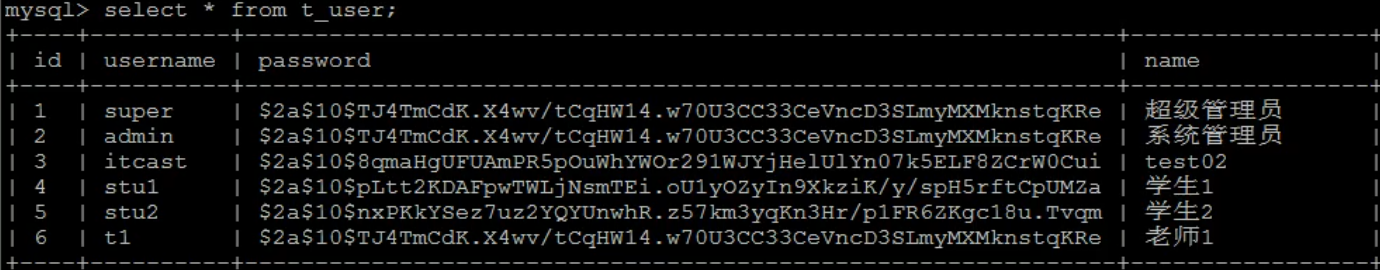 mysql> select * from t_user;
+----+----------+--------------------------------------------------------------+-----------------+
| id | username | password | name |
+----+----------+--------------------------------------------------------------+-----------------+
| 1 | super | $2a$10$TJ4TmCdK.X4wv/tCqHW14.w70U3CC33CeVncD3SLmyMXMknstqKRe | 超级管理员 |
| 2 | admin | $2a$10$TJ4TmCdK.X4wv/tCqHW14.w70U3CC33CeVncD3SLmyMXMknstqKRe | 系统管理员 |
| 3 | itcast | $2a$10$8qmaHgUFUAmPR5pOuWhYWOr291WJYjHelUlYn07k5ELF8ZCrW0Cui | test02 |
| 4 | stu1 | $2a$10$pLtt2KDAFpwTWLjNsmTEi.oU1yOZyIn9XkziK/y/spH5rftCpUMZa | 学生1 |
| 5 | stu2 | $2a$10$nxPKkYSez7uz2YQYUnwhR.z57km3yqKn3Hr/p1FR6ZKgc18u.Tvqm | 学生2 |
| 6 | t1 | $2a$10$TJ4TmCdK.X4wv/tCqHW14.w70U3CC33CeVncD3SLmyMXMknstqKRe | 老师1 |
+----+----------+--------------------------------------------------------------+-----------------+